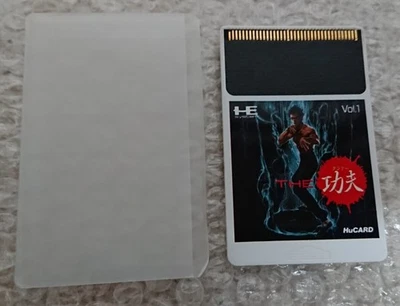 HE
Vol.1
THE 功夫
HuCARD